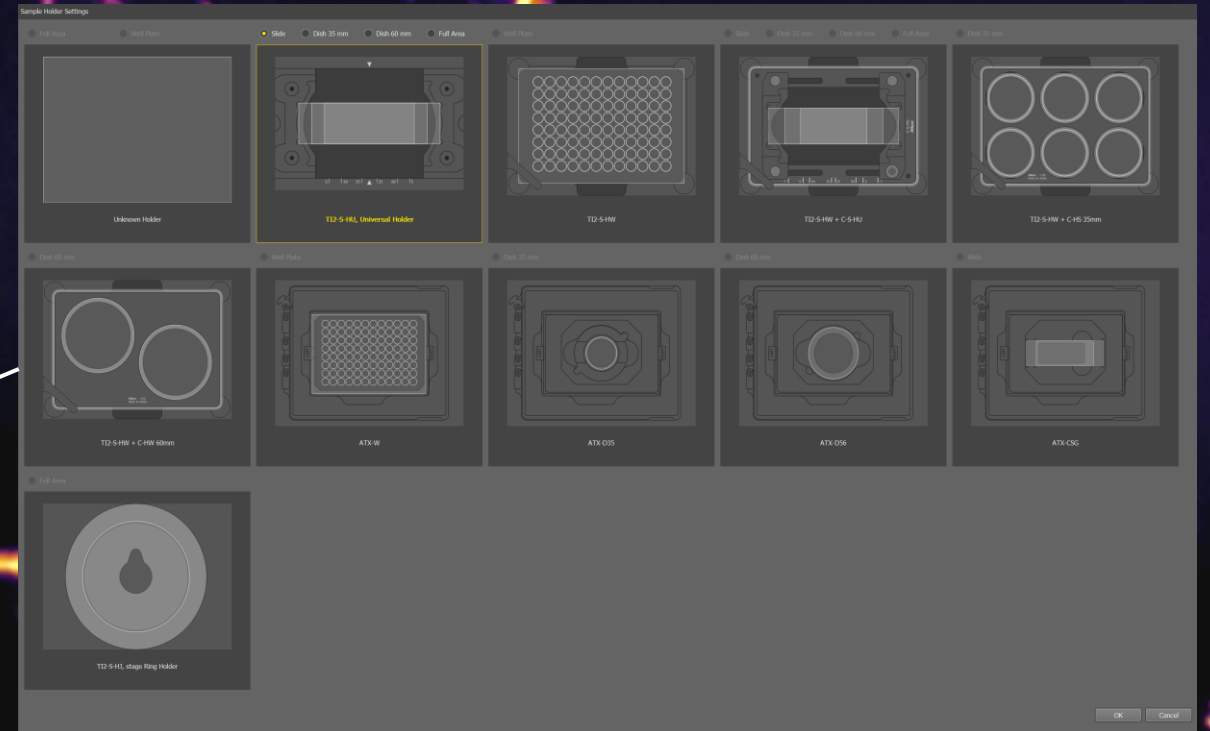 Sample Holder Settings
Full Area Well Plate
Slide Dish 35 mm Dish 60 mm Full Area
Well Plate
Slide Dish 35 mm Dish 60 mm Full Area
Dish 35 mm
Unknown Holder
TI2-S-HU, Universal Holder
TI2-S-HW
TI2-S-HW + C-S-HU
TI2-S-HW + C-HS 35mm
Dish 60 mm
Well Plate
Dish 35 mm
Dish 60 mm
Slide
TI2-S-HW + C-HW 60mm
ATX-W
ATX-D35
ATX-D56
ATX-CSG
Full Area
TI2-S-HJ, stage Ring Holder
OK Cancel